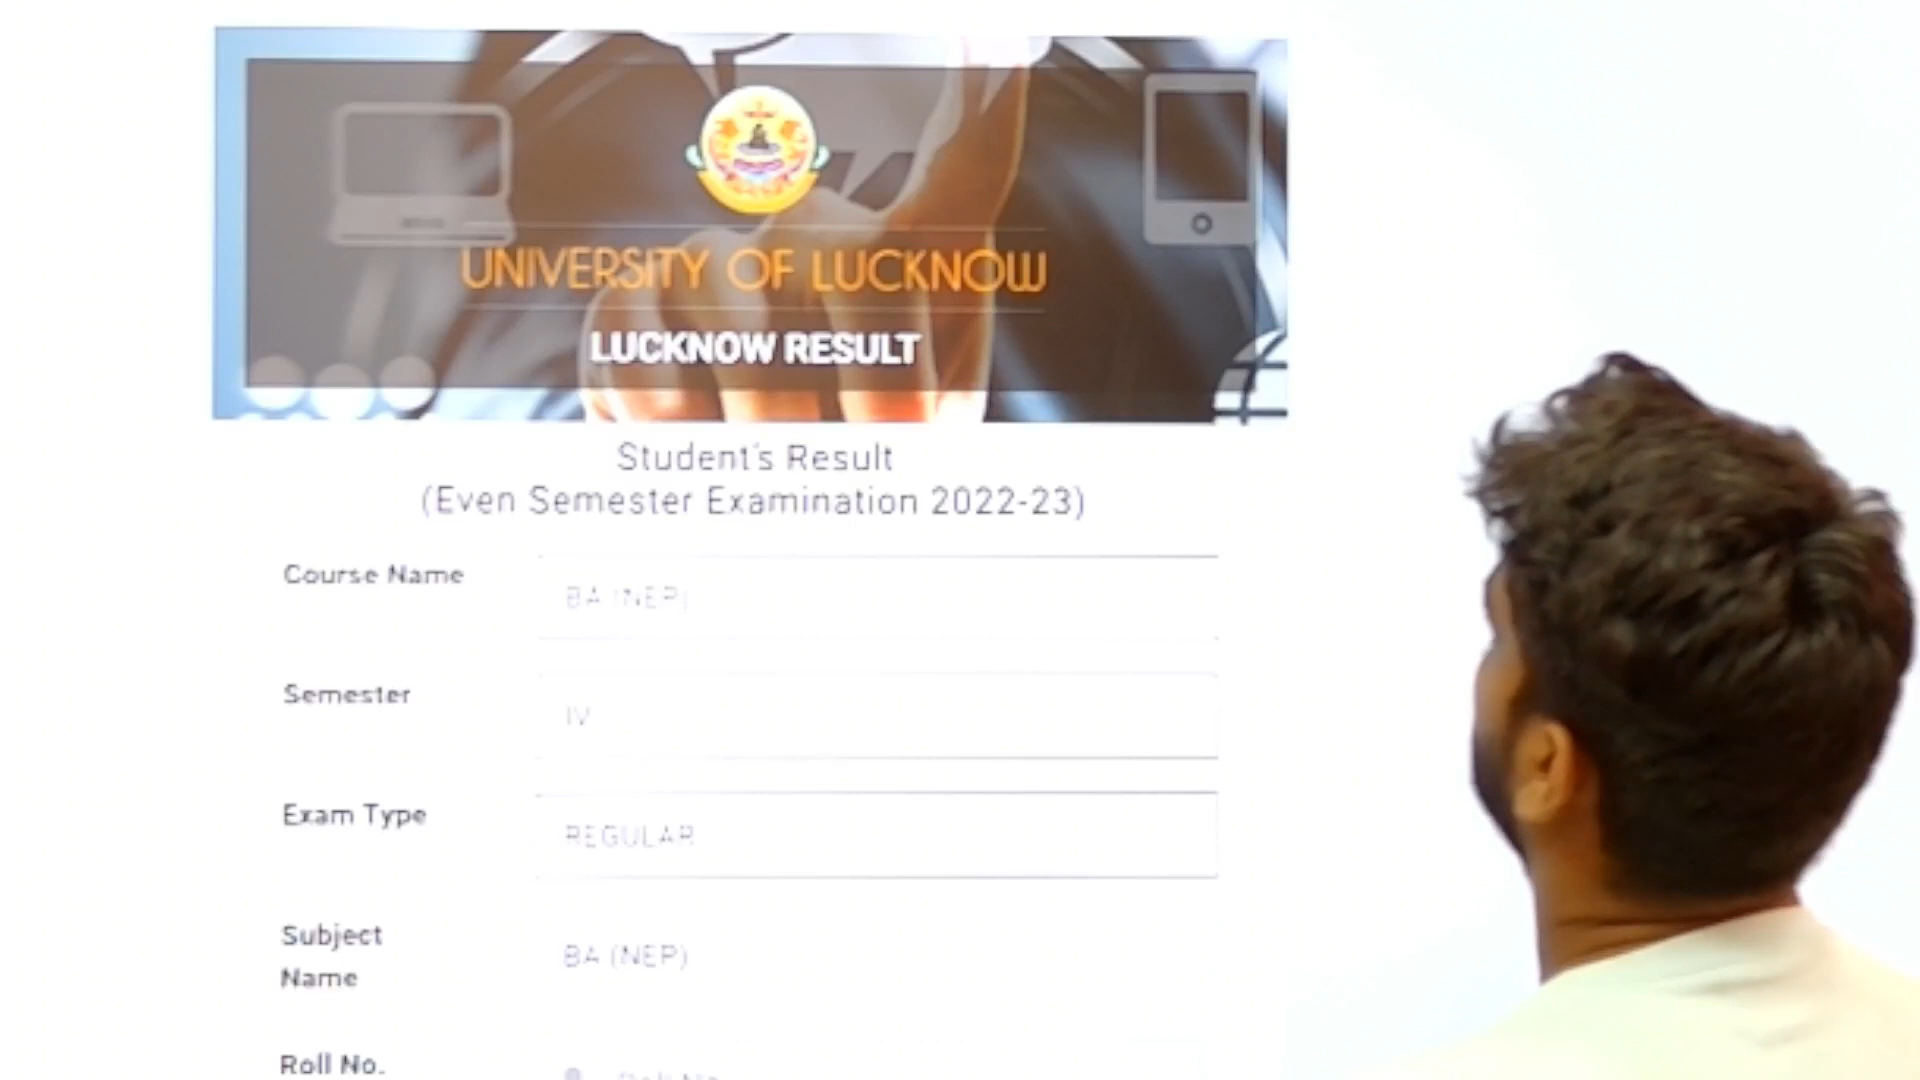 UNIVERSITY OF LUCKNOW
LUCKNOW RESULT
Student's Result
(Even Semester Examination 2022-23)
Course Name
BA (NEP)
Semester
IV
Exam Type
REGULAR
Subject
Name
BA (NEP)
Roll No.